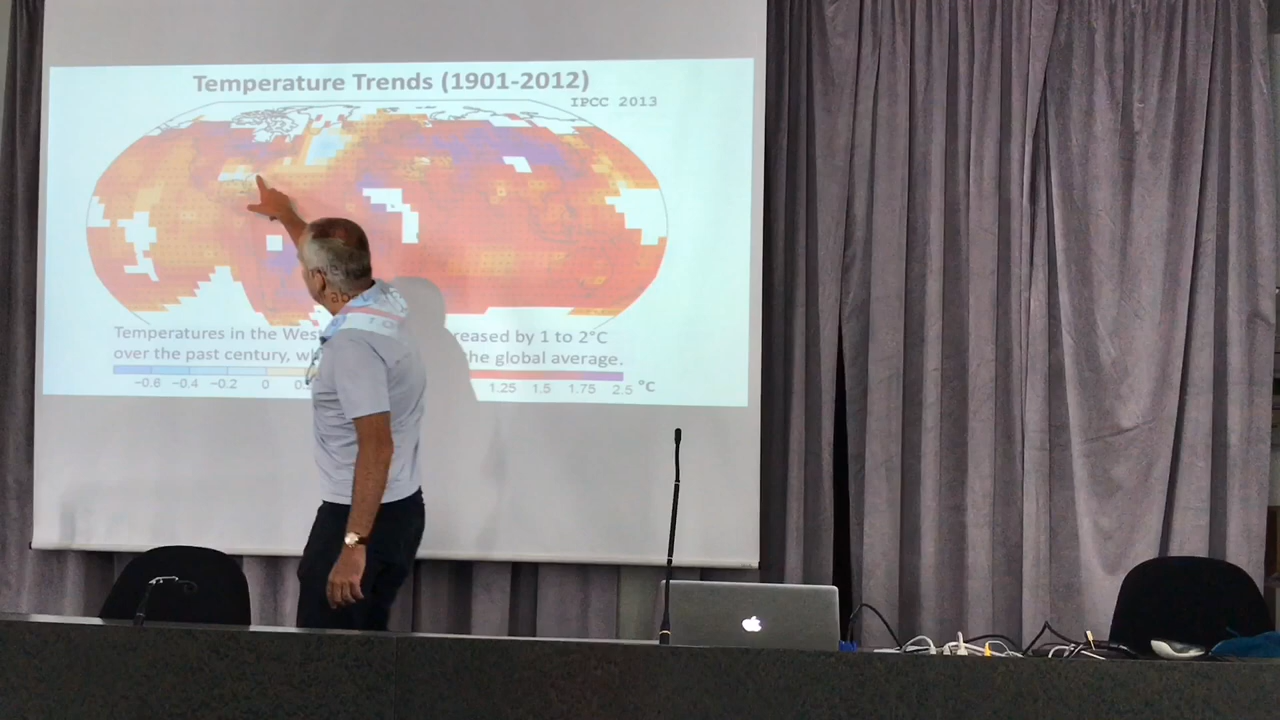 Temperature Trends (1901-2012)
IPCC 2013
Temperatures in the West reased by 1 to 2°C
over the past century, wh the global average.
−0.6 −0.4 −0.2 0 1.25 1.5 1.75 2.5 °C